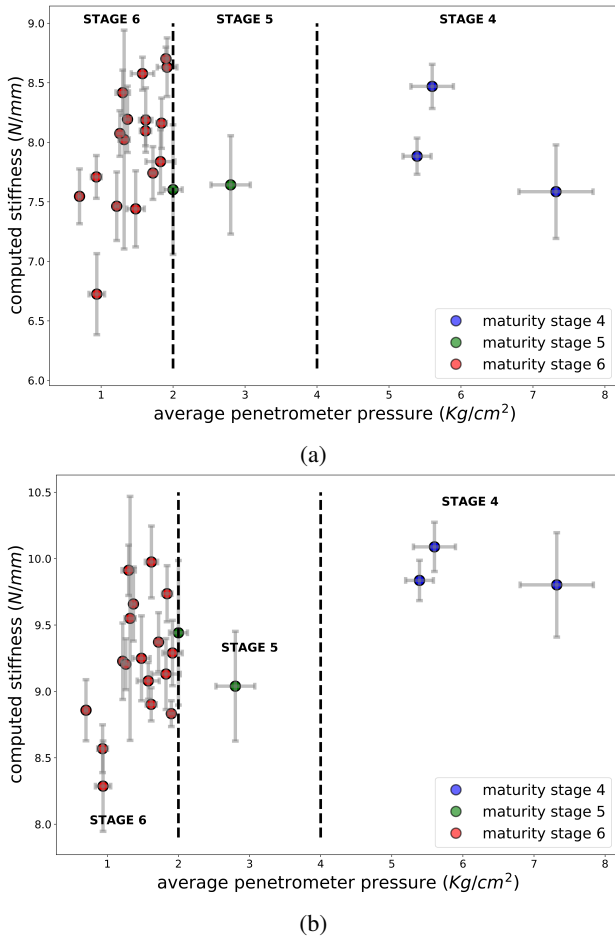 STAGE 6 STAGE 5 STAGE 4
9.0
8.5
8.0
7.5
7.0
6.5
6.0
computed stiffness (N/mm)
maturity stage 4
maturity stage 5
maturity stage 6
1 2 3 4 5 6 7 8
average penetrometer pressure (Kg/cm²)
(a)
10.5
10.0
9.5
9.0
8.5
8.0
computed stiffness (N/mm)
STAGE 4
STAGE 5
STAGE 6
maturity stage 4
maturity stage 5
maturity stage 6
1 2 3 4 5 6 7 8
average penetrometer pressure (Kg/cm²)
(b)